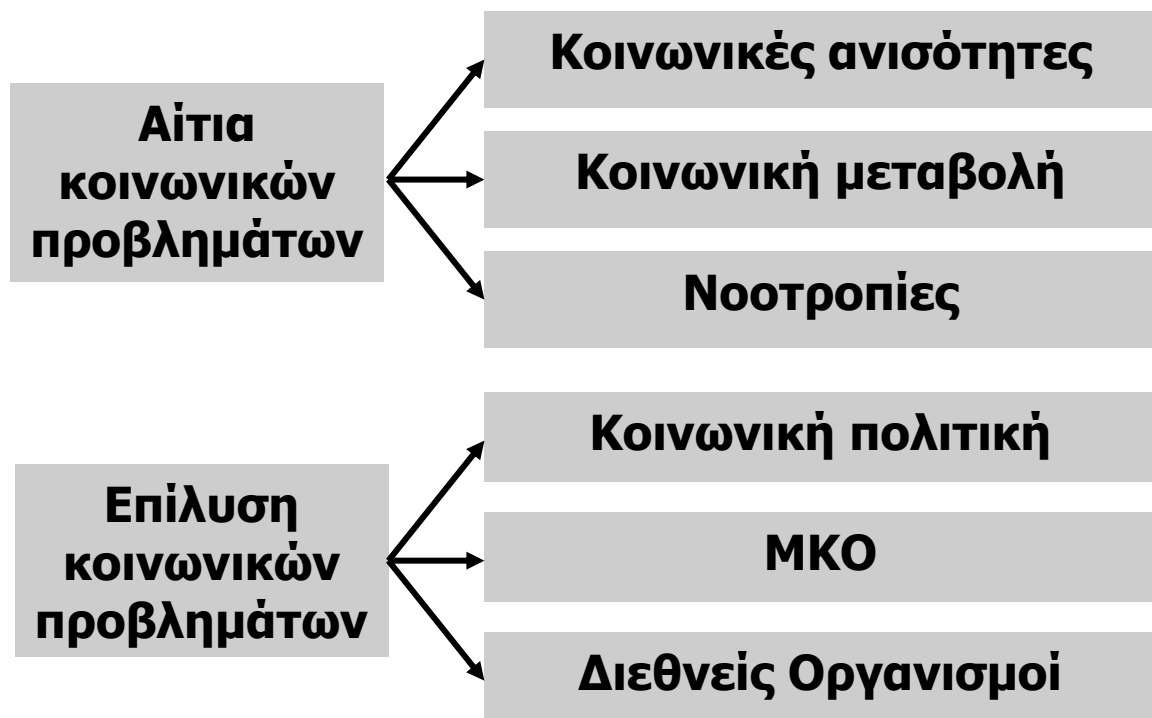 Αίτια
κοινωνικών
προβλημάτων
Κοινωνικές ανισότητες
Κοινωνική μεταβολή
Νοοτροπίες
Επίλυση
κοινωνικών
προβλημάτων
Κοινωνική πολιτική
ΜΚΟ
Διεθνείς Οργανισμοί